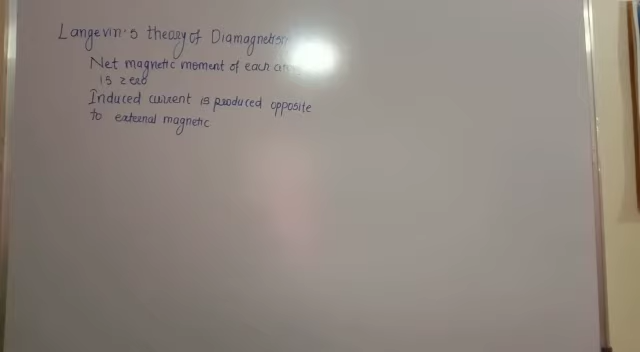 Langevin's theory of Diamagnetism
Net magnetic moment of each
is zero
Induced current is produced opposite
to external magnetic